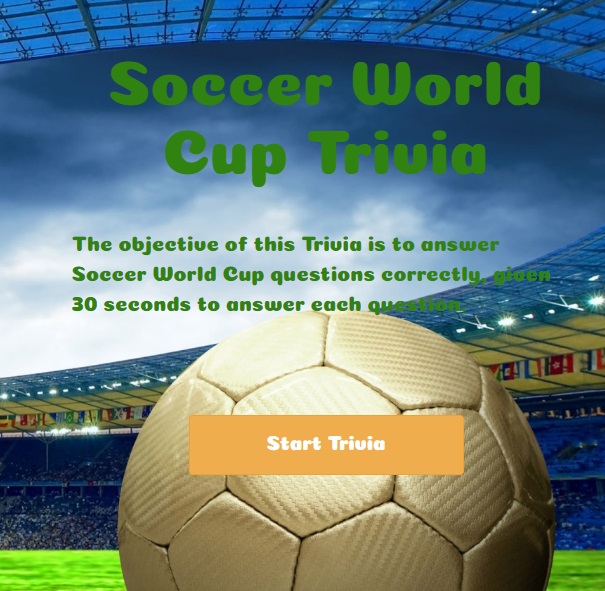 Soccer World
Cup Trivia
The objective of this Trivia is to answer
Soccer World Cup questions correctly, given
30 seconds to answer each question.
Start Trivia